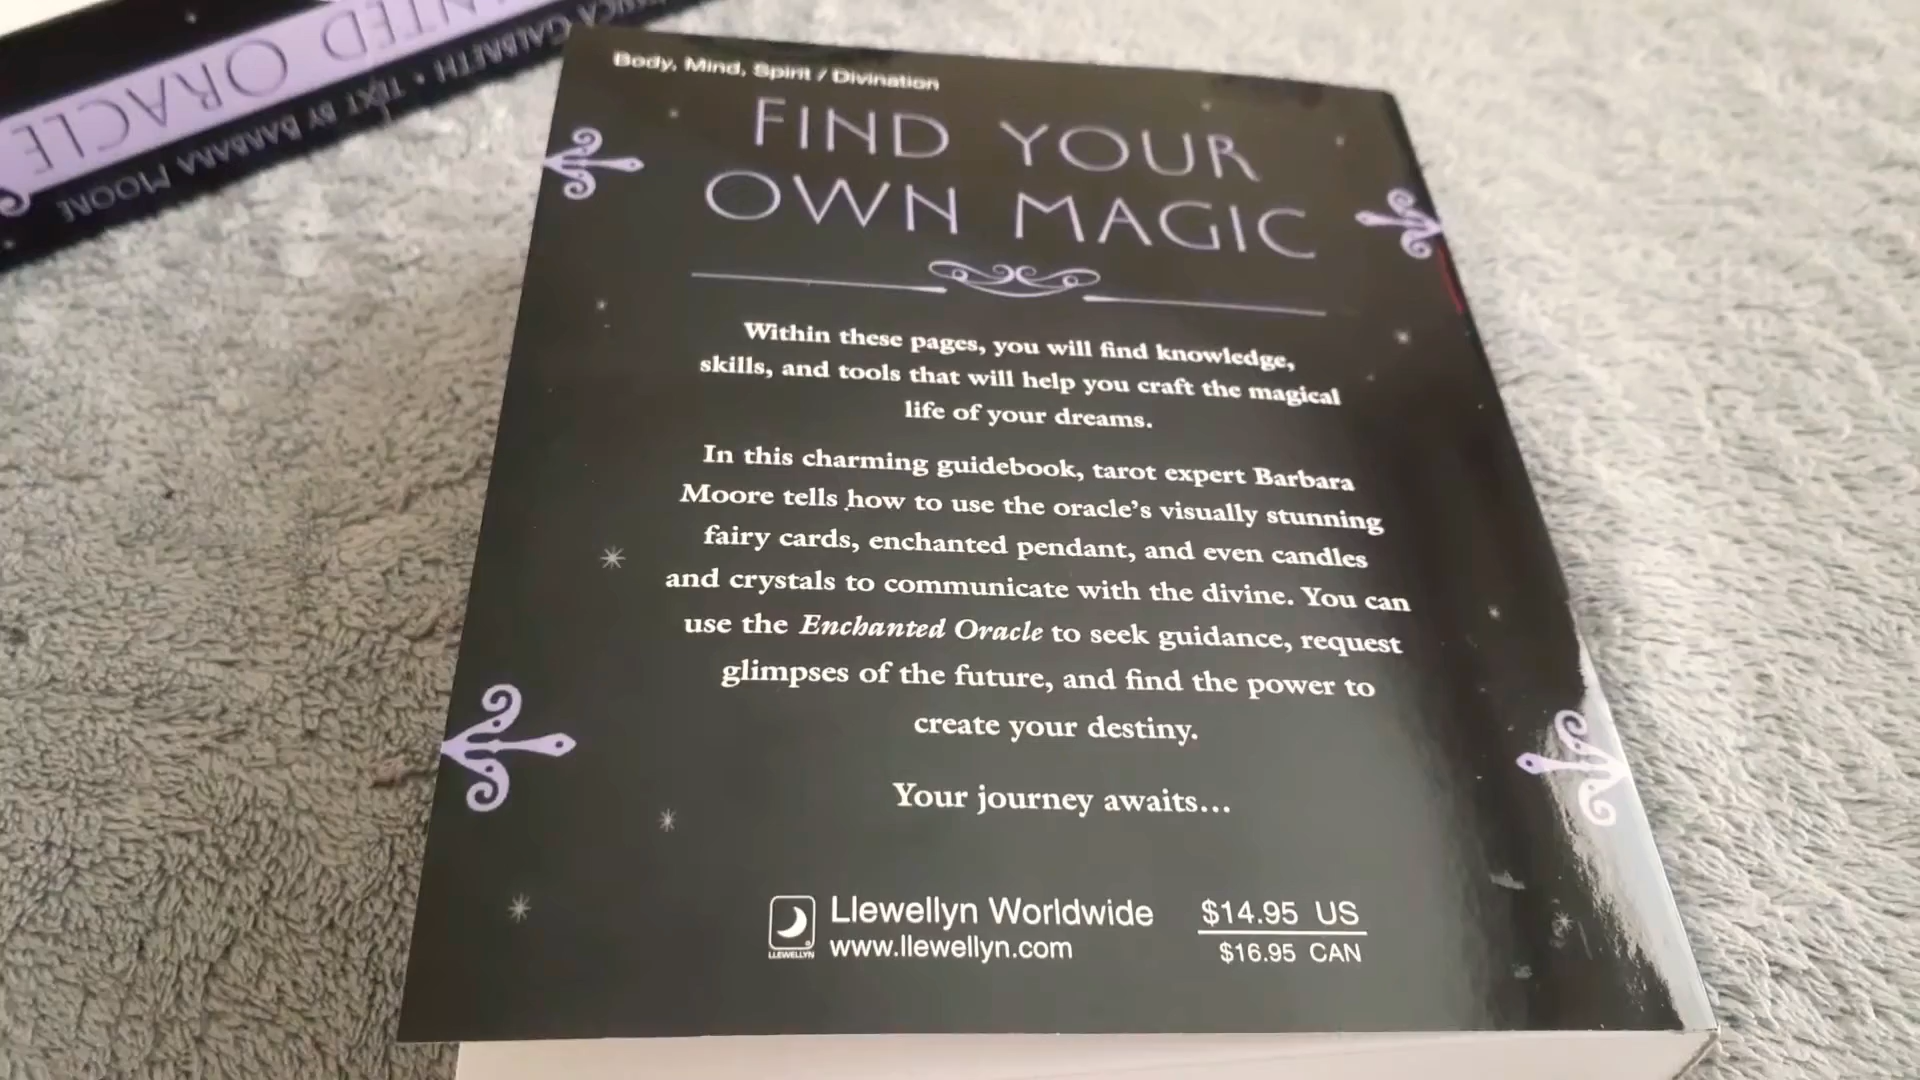 NTED ORACLE
GALBRAITH • TEXT BY BARBARA MOORE
Body, Mind, Spirit / Divination
FIND YOUR
OWN MAGIC
Within these pages, you will find knowledge,
skills, and tools that will help you craft the magical
life of your dreams.
In this charming guidebook, tarot expert Barbara
Moore tells how to use the oracle's visually stunning
fairy cards, enchanted pendant, and even candles
and crystals to communicate with the divine. You can
use the Enchanted Oracle to seek guidance, request
glimpses of the future, and find the power to
create your destiny.
Your journey awaits...
LLEWELLYN
Llewellyn Worldwide
www.llewellyn.com
$14.95 US
$16.95 CAN